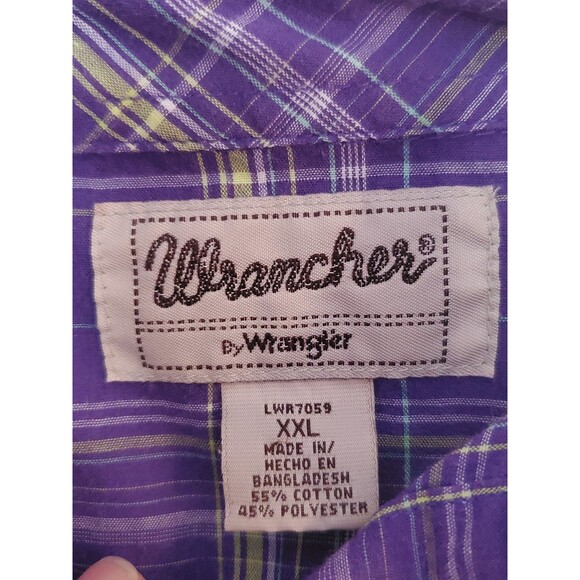 Wrancher®
By Wrangler
LWR7059
XXL
MADE IN/
HECHO EN
BANGLADESH
55% COTTON
45% POLYESTER